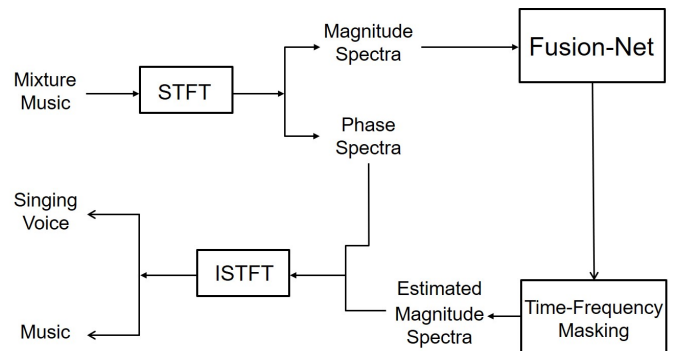 Mixture
Music
STFT
Magnitude
Spectra
Fusion-Net
Phase
Spectra
Singing
Voice
ISTFT
Music
Estimated
Magnitude
Spectra
Time-Frequency
Masking